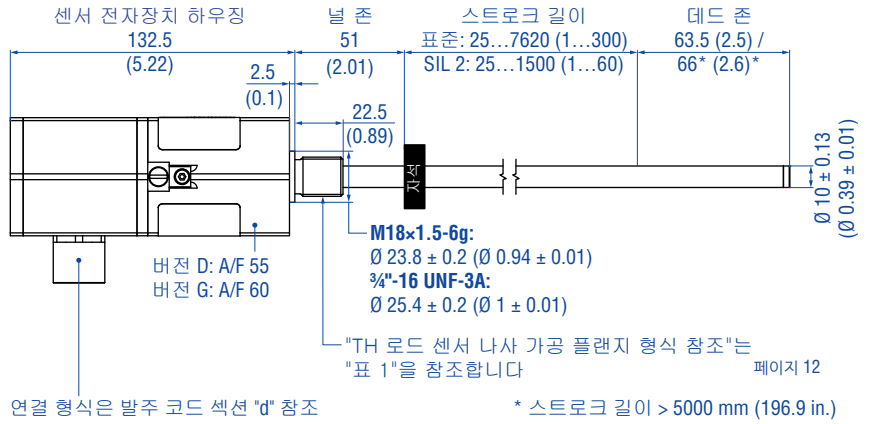 센서 전자장치 하우징
132.5
(5.22)
널 존
51
(2.01)
스트로크 길이
표준: 25…7620 (1…300)
SIL 2: 25…1500 (1…60)
데드 존
63.5 (2.5) /
66* (2.6)*
2.5
(0.1)
22.5
(0.89)
자석
Ø 10 ± 0.13
(Ø 0.39 ± 0.01)
M18×1.5-6g:
Ø 23.8 ± 0.2 (Ø 0.94 ± 0.01)
¾"-16 UNF-3A:
Ø 25.4 ± 0.2 (Ø 1 ± 0.01)
버전 D: A/F 55
버전 G: A/F 60
"TH 로드 센서 나사 가공 플랜지 형식 참조"는
"표 1"을 참조합니다
페이지 12
연결 형식은 발주 코드 섹션 "d" 참조
* 스트로크 길이 > 5000 mm (196.9 in.)